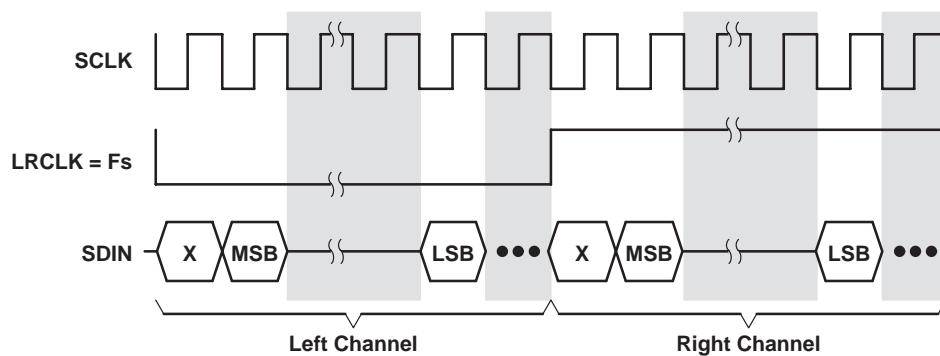 SCLK
LRCLK = Fs
SDIN
X MSB LSB ●●● X MSB LSB ●●●
Left Channel Right Channel